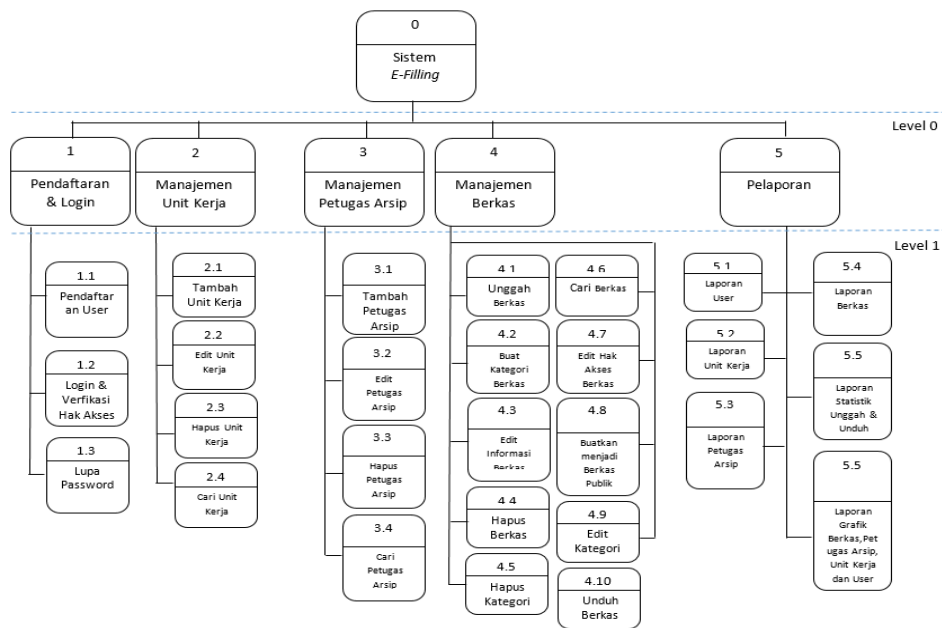 0
Sistem
E-Filling
Level 0
1
Pendaftaran
& Login
2
Manajemen
Unit Kerja
3
Manajemen
Petugas Arsip
4
Manajemen
Berkas
5
Pelaporan
Level 1
1.1
Pendaftar
an User
1.2
Login &
Verfikasi
Hak Akses
1.3
Lupa
Password
2.1
Tambah
Unit Kerja
2.2
Edit Unit
Kerja
2.3
Hapus Unit
Kerja
2.4
Cari Unit
Kerja
3.1
Tambah
Petugas
Arsip
3.2
Edit
Petugas
Arsip
3.3
Hapus
Petugas
Arsip
3.4
Cari
Petugas
Arsip
4.1
Unggah
Berkas
4.2
Buat
Kategori
Berkas
4.3
Edit
Informasi
Berkas
4.4
Hapus
Berkas
4.5
Hapus
Kategori
4.6
Cari Berkas
4.7
Edit Hak
Akses
Berkas
4.8
Buatkan
menjadi
Berkas
Publik
4.9
Edit
Kategori
4.10
Unduh
Berkas
5.1
Laporan
User
5.2
Laporan
Unit Kerja
5.3
Laporan
Petugas
Arsip
5.4
Laporan
Berkas
5.5
Laporan
Statistik
Unggah &
Unduh
5.5
Laporan
Grafik
Berkas,Pet
ugas Arsip,
Unit Kerja
dan User